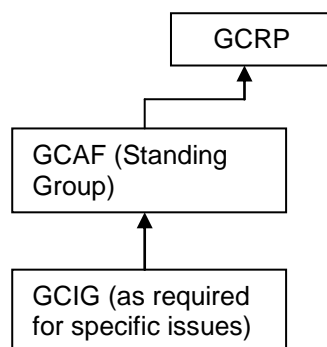 GCRP
GCAF (Standing
Group)
GCIG (as required
for specific issues)